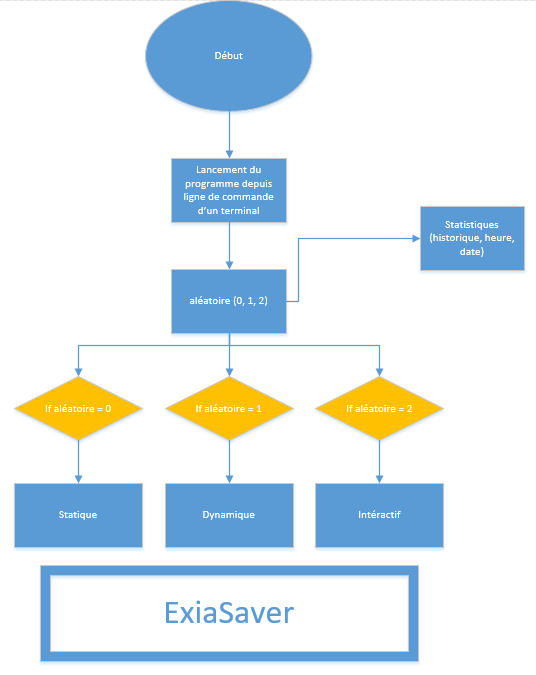 Début
Lancement du
programme depuis
ligne de commande
d'un terminal
Statistiques
(historique, heure,
date)
aléatoire (0, 1, 2)
If aléatoire = 0
If aléatoire = 1
If aléatoire = 2
Statique
Dynamique
Intéractif
ExiaSaver